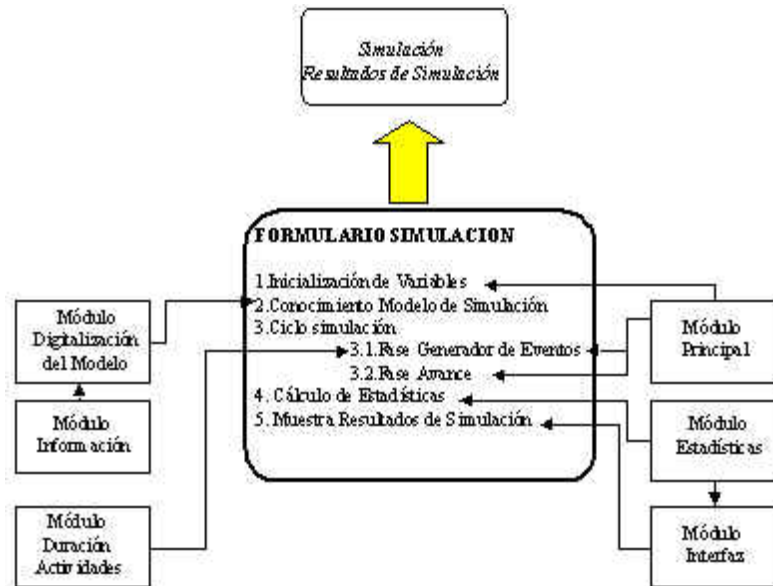 Simulación
Resultados de Simulación
FORMULARIO SIMULACION
1.Inicialización de Variables
2.Conocimiento Modelo de Simulación
3.Ciclo simulación
3.1.Fase Generador de Eventos
3.2.Fase Avance
4. Cálculo de Estadísticas
5. Muestra Resultados de Simulación
Módulo
Digitalización
del Modelo
Módulo
Información
Módulo
Duración
Actividades
Módulo
Principal
Módulo
Estadísticas
Módulo
Interfaz